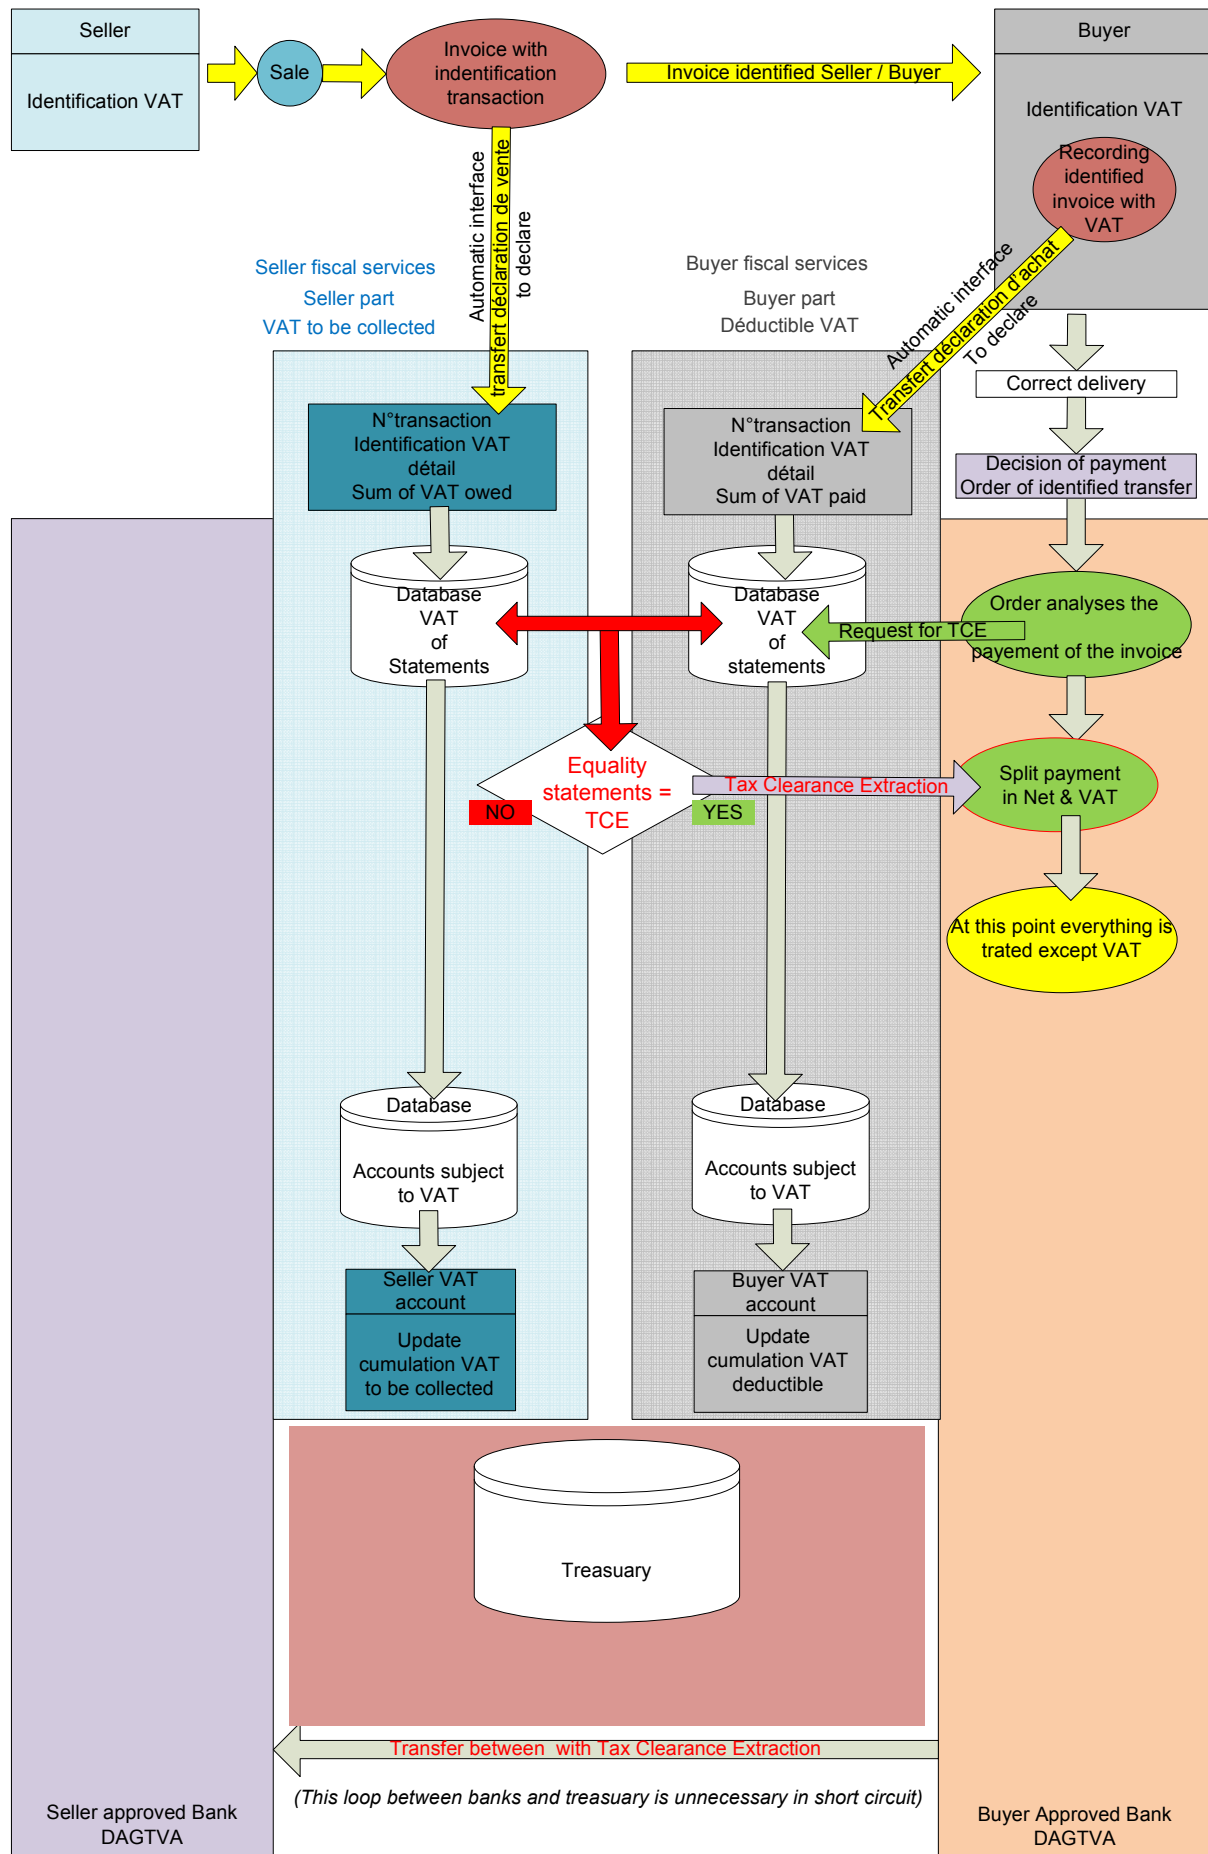 Seller
Identification VAT
Sale
Invoice with
indentification
transaction
Invoice identified Seller / Buyer
Buyer
Identification VAT
Recording
identified
invoice with
VAT
Automatic interface
transfert déclaration de vente
to declare
Automatic interface
Transfert déclaration d'achat
To declare
Seller fiscal services
Seller part
VAT to be collected
Buyer fiscal services
Buyer part
Déductible VAT
Correct delivery
Decision of payment
Order of identified transfer
N°transaction
Identification VAT
détail
Sum of VAT owed
N°transaction
Identification VAT
détail
Sum of VAT paid
Database
VAT
of
Statements
Database
VAT
of
statements
Request for TCE
Order analyses the
payement of the invoice
Equality
statements =
TCE
NO
YES
Tax Clearance Extraction
Split payment
in Net & VAT
At this point everything is
trated except VAT
Database
Accounts subject
to VAT
Database
Accounts subject
to VAT
Seller VAT
account
Update
cumulation VAT
to be collected
Buyer VAT
account
Update
cumulation VAT
deductible
Treasuary
Transfer between  with Tax Clearance Extraction
(This loop between banks and treasury is unnecessary in short circuit)
Seller approved Bank
DAGTVA
Buyer Approved Bank
DAGTVA